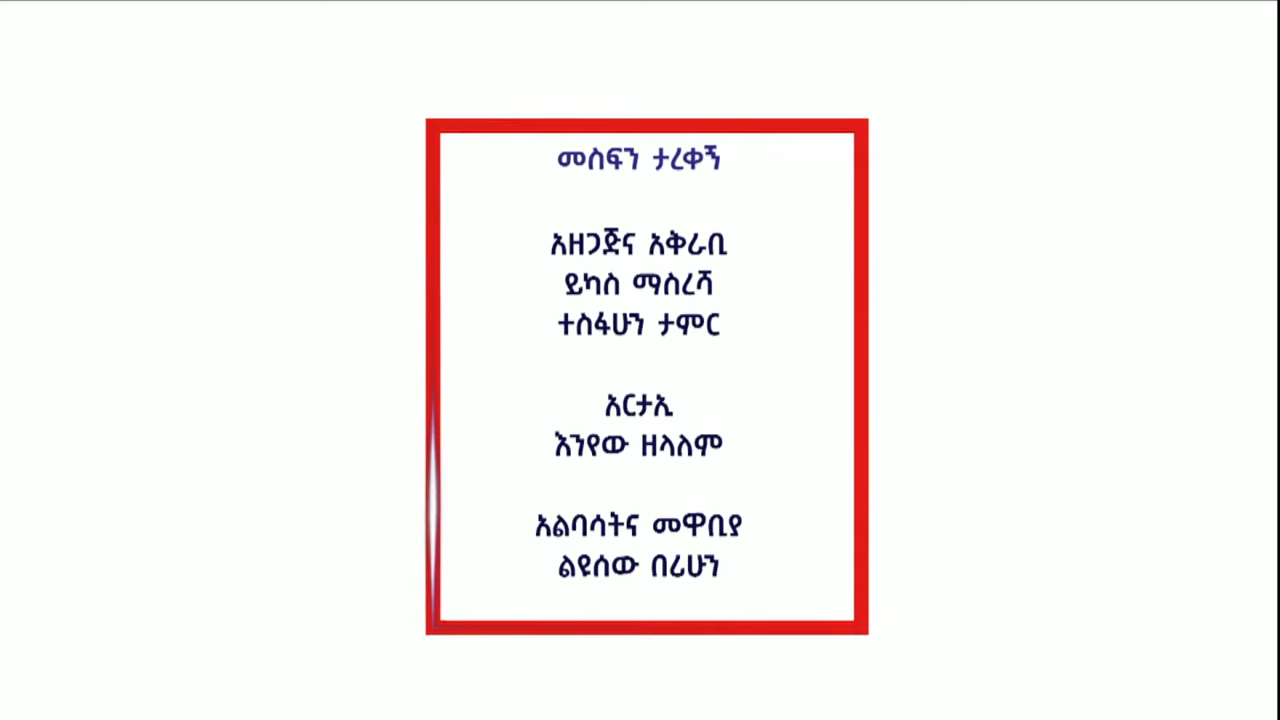 መስፍን ታረቀኝ
አዘጋጅና አቅራቢ
ይካስ ማስረሻ
ተስፋሁን ታምር
አርታኢ
እንየው ዘላለም
አልባሳትና መዋቢያ
ልዩሰው በሪሁን